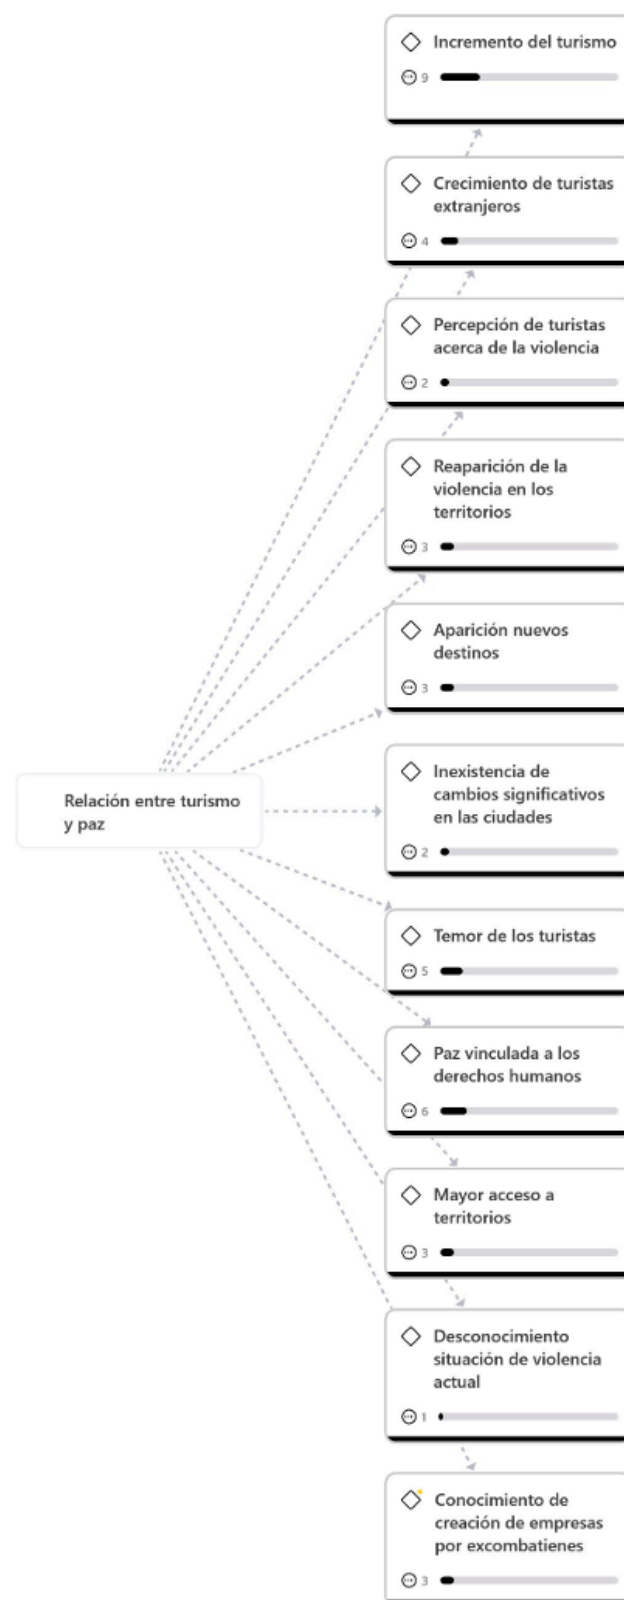 Incremento del turismo
9
Crecimiento de turistas
extranjeros
4
Percepción de turistas
acerca de la violencia
2
Reaparición de la
violencia en los
territorios
3
Aparición nuevos
destinos
3
Relación entre turismo
y paz
Inexistencia de
cambios significativos
en las ciudades
2
Temor de los turistas
5
Paz vinculada a los
derechos humanos
6
Mayor acceso a
territorios
3
Desconocimiento
situación de violencia
actual
1
Conocimiento de
creación de empresas
por excombatienes
3